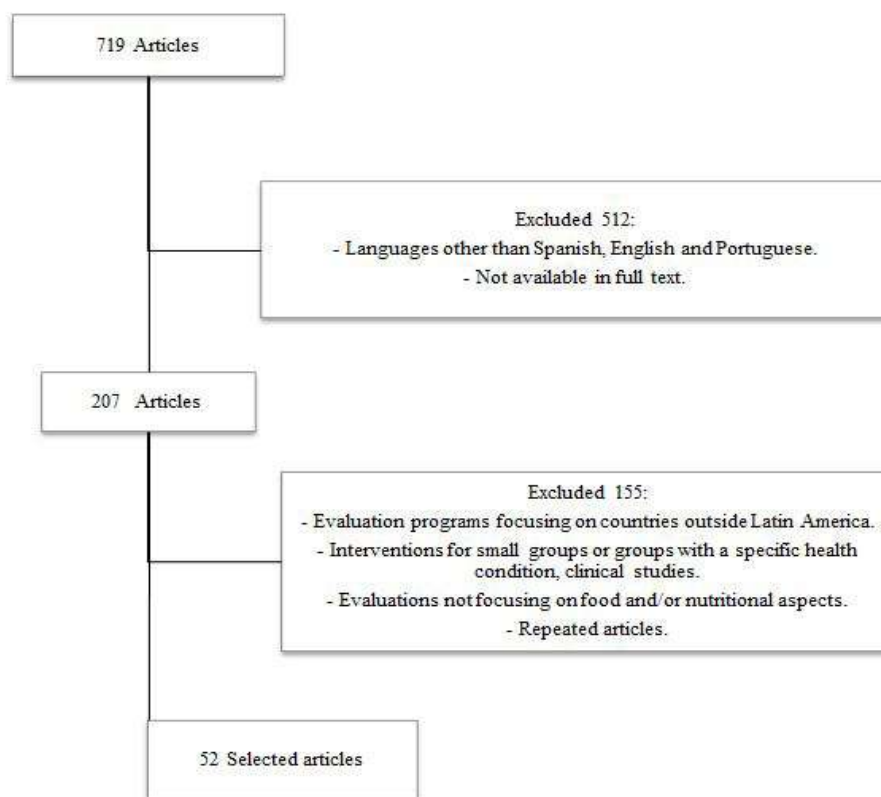 719 Articles
Excluded 512:
- Languages other than Spanish, English and Portuguese.
- Not available in full text.
207 Articles
Excluded 155:
- Evaluation programs focusing on countries outside Latin America.
- Interventions for small groups or groups with a specific health
condition, clinical studies.
- Evaluations not focusing on food and/or nutritional aspects.
- Repeated articles.
52 Selected articles